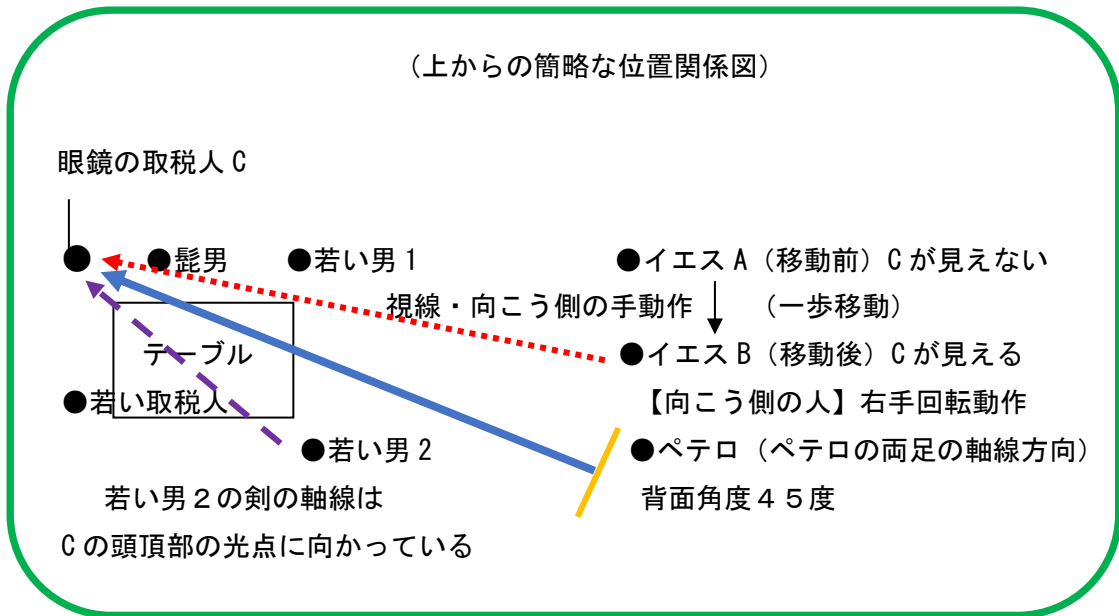 (上からの簡略な位置関係図)
眼鏡の取税人C
●髭男
●若い男1
●イエスA(移動前)Cが見えない
視線・向こう側の手動作
(一歩移動)
テーブル
●イエスB(移動後)Cが見える
●若い取税人
【向こう側の人】右手回転動作
●若い男2
●ペテロ(ペテロの両足の軸線方向)
若い男2の剣の軸線は
背面角度45度
Cの頭頂部の光点に向かっている